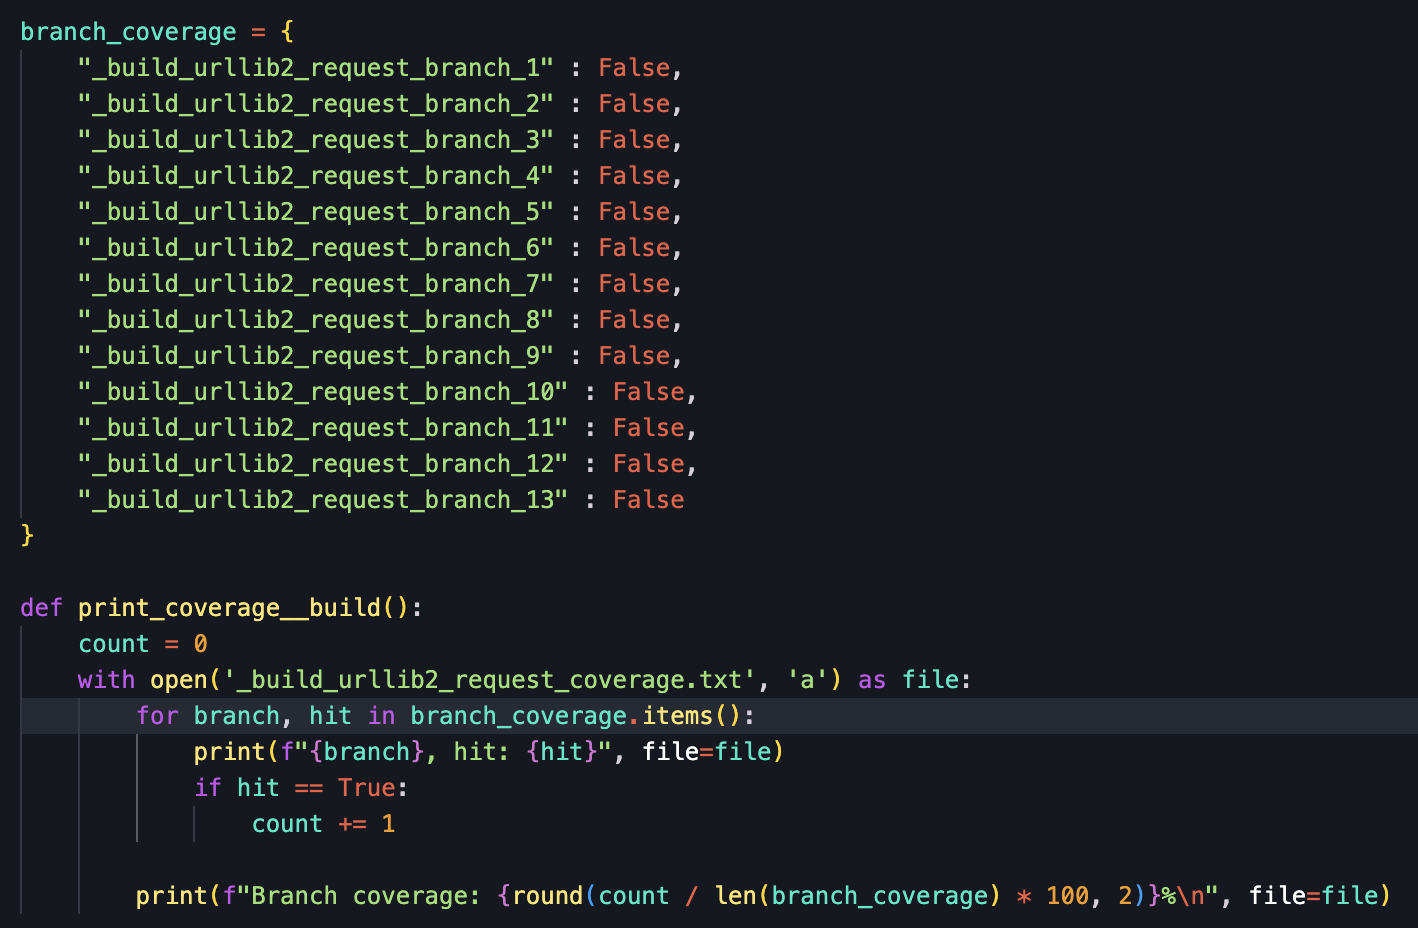 branch_coverage = {
    "_build_urllib2_request_branch_1" : False,
    "_build_urllib2_request_branch_2" : False,
    "_build_urllib2_request_branch_3" : False,
    "_build_urllib2_request_branch_4" : False,
    "_build_urllib2_request_branch_5" : False,
    "_build_urllib2_request_branch_6" : False,
    "_build_urllib2_request_branch_7" : False,
    "_build_urllib2_request_branch_8" : False,
    "_build_urllib2_request_branch_9" : False,
    "_build_urllib2_request_branch_10" : False,
    "_build_urllib2_request_branch_11" : False,
    "_build_urllib2_request_branch_12" : False,
    "_build_urllib2_request_branch_13" : False
}

def print_coverage__build():
    count = 0
    with open('_build_urllib2_request_coverage.txt', 'a') as file:
        for branch, hit in branch_coverage.items():
            print(f"{branch}, hit: {hit}", file=file)
            if hit == True:
                count += 1

        print(f"Branch coverage: {round(count / len(branch_coverage) * 100, 2)}%\n", file=file)